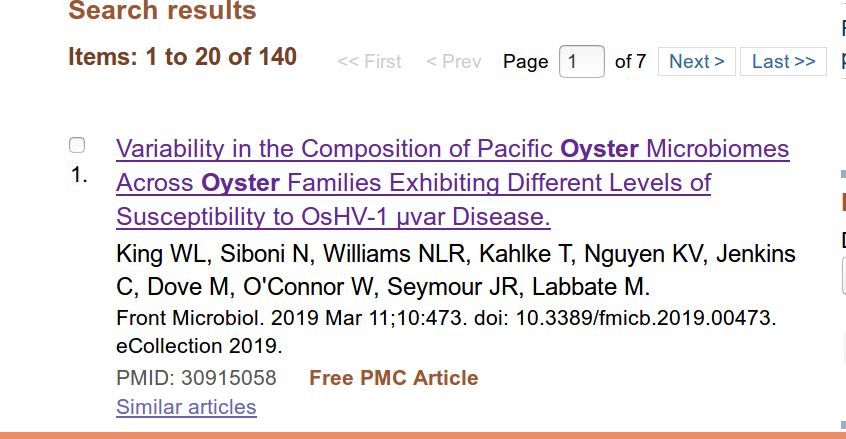 Search results
Items: 1 to 20 of 140
<< First < Prev Page 1 of 7 Next > Last >>
1.
Variability in the Composition of Pacific Oyster Microbiomes
Across Oyster Families Exhibiting Different Levels of
Susceptibility to OsHV-1 µvar Disease.
King WL, Siboni N, Williams NLR, Kahlke T, Nguyen KV, Jenkins
C, Dove M, O'Connor W, Seymour JR, Labbate M.
Front Microbiol. 2019 Mar 11;10:473. doi: 10.3389/fmicb.2019.00473.
eCollection 2019.
PMID: 30915058 Free PMC Article
Similar articles